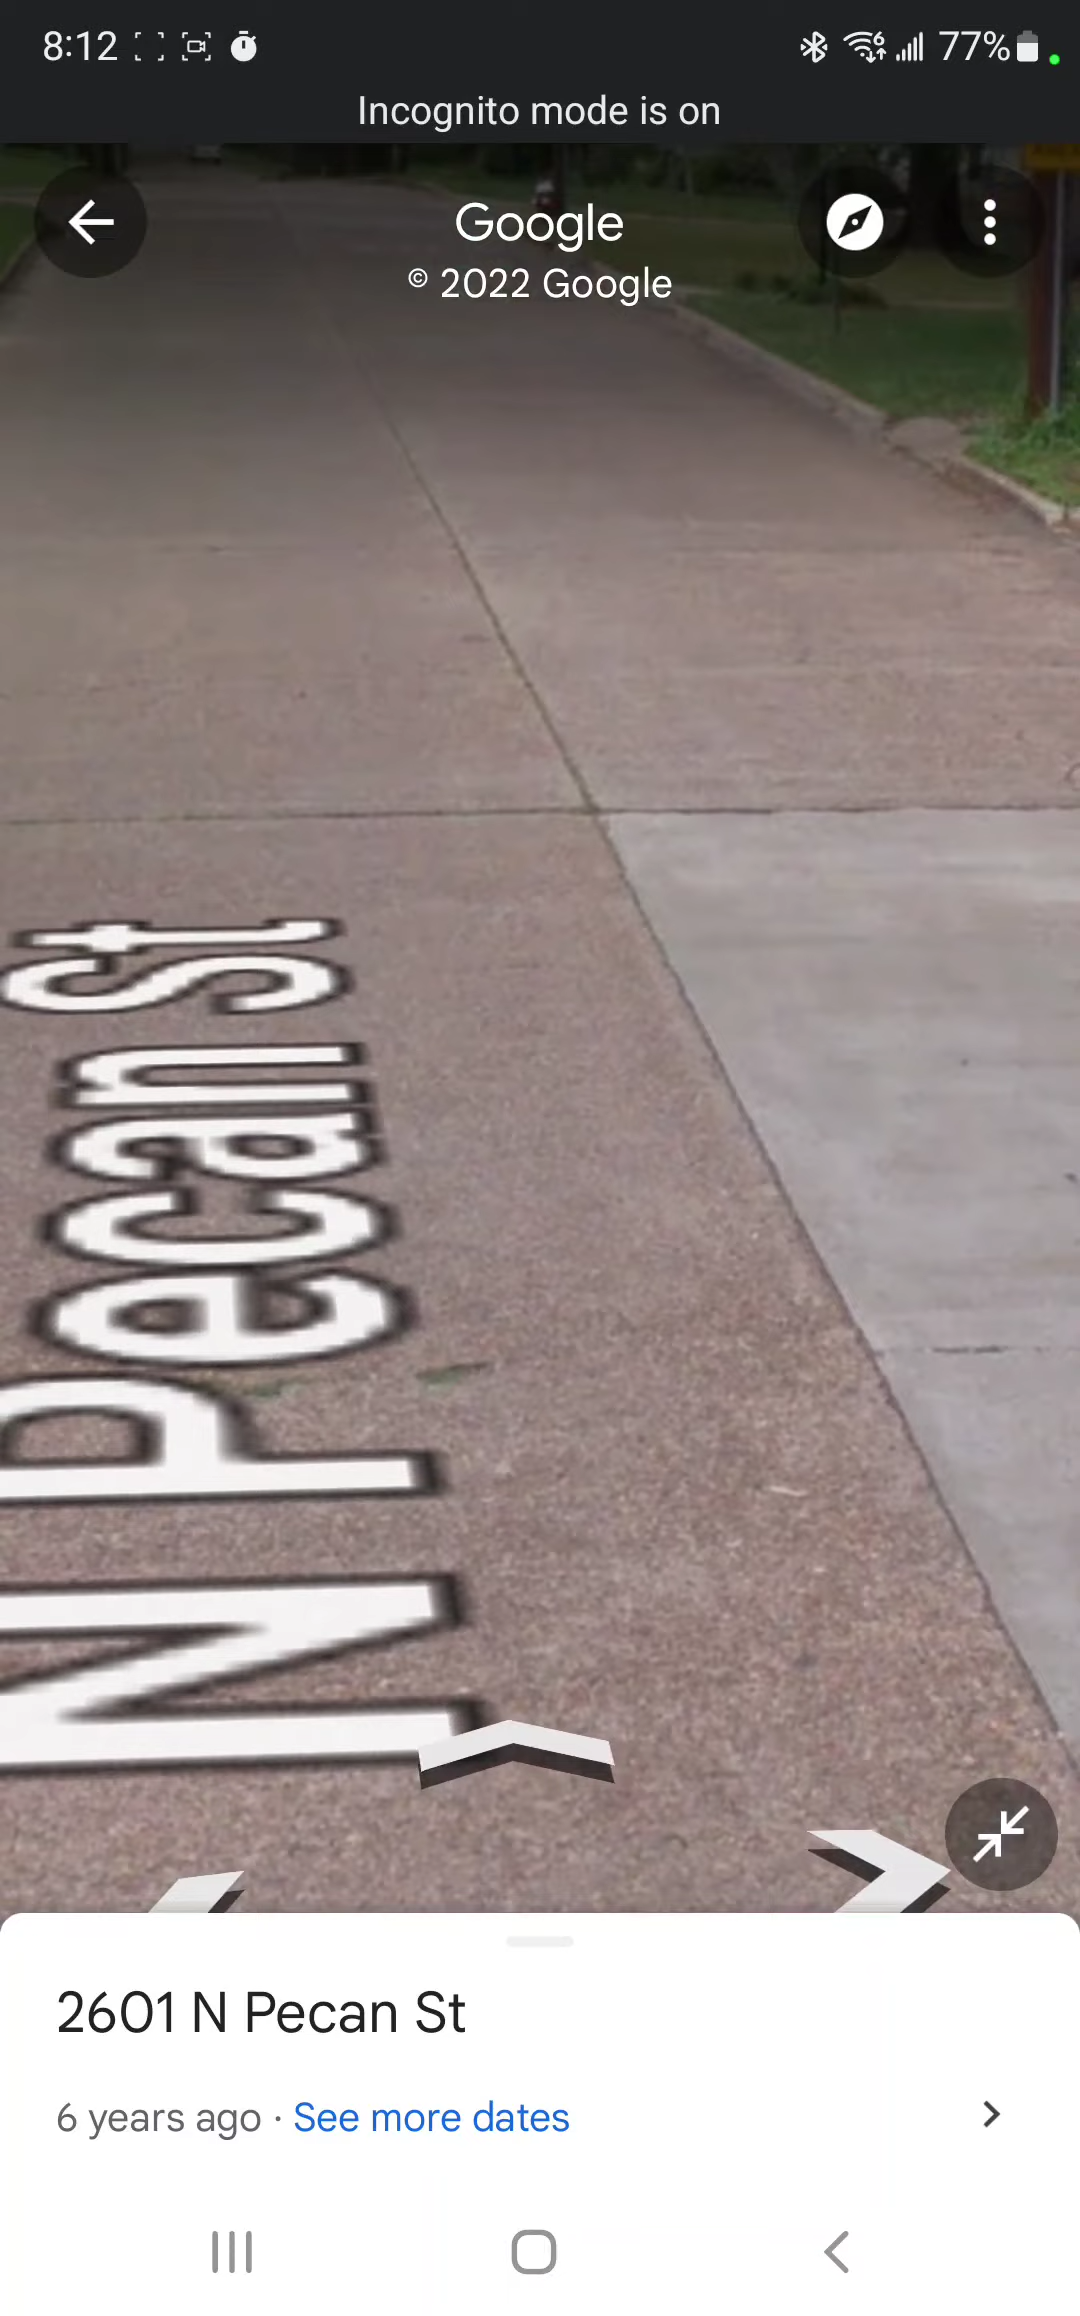 8:12
77%
Incognito mode is on
Google
© 2022 Google
N Pecan St
2601 N Pecan St
6 years ago · See more dates